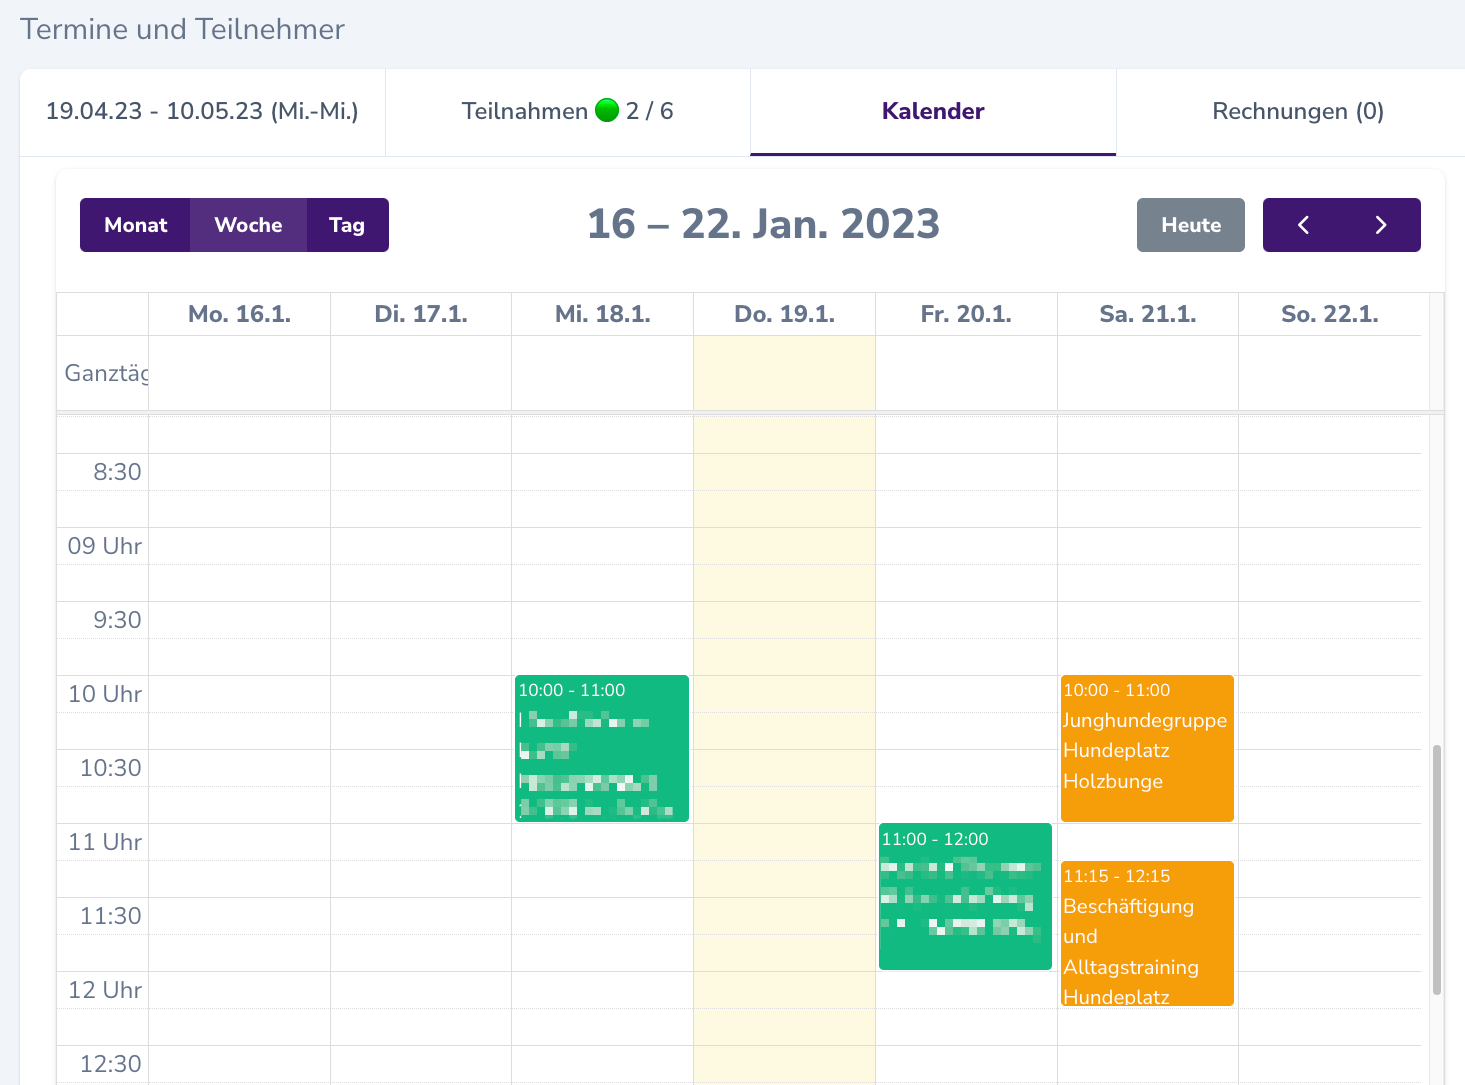 Termine und Teilnehmer
19.04.23 - 10.05.23 (Mi.-Mi.)
Teilnahmen 2 / 6
Kalender
Rechnungen (0)
Monat
Woche
Tag
16 – 22. Jan. 2023
Heute
Mo. 16.1.
Di. 17.1.
Mi. 18.1.
Do. 19.1.
Fr. 20.1.
Sa. 21.1.
So. 22.1.
Ganztäg
8:30
09 Uhr
9:30
10 Uhr
10:30
11 Uhr
11:30
12 Uhr
12:30
10:00 - 11:00
11:00 - 12:00
10:00 - 11:00
Junghundegruppe
Hundeplatz
Holzbunge
11:15 - 12:15
Beschäftigung
und
Alltagstraining
Hundeplatz